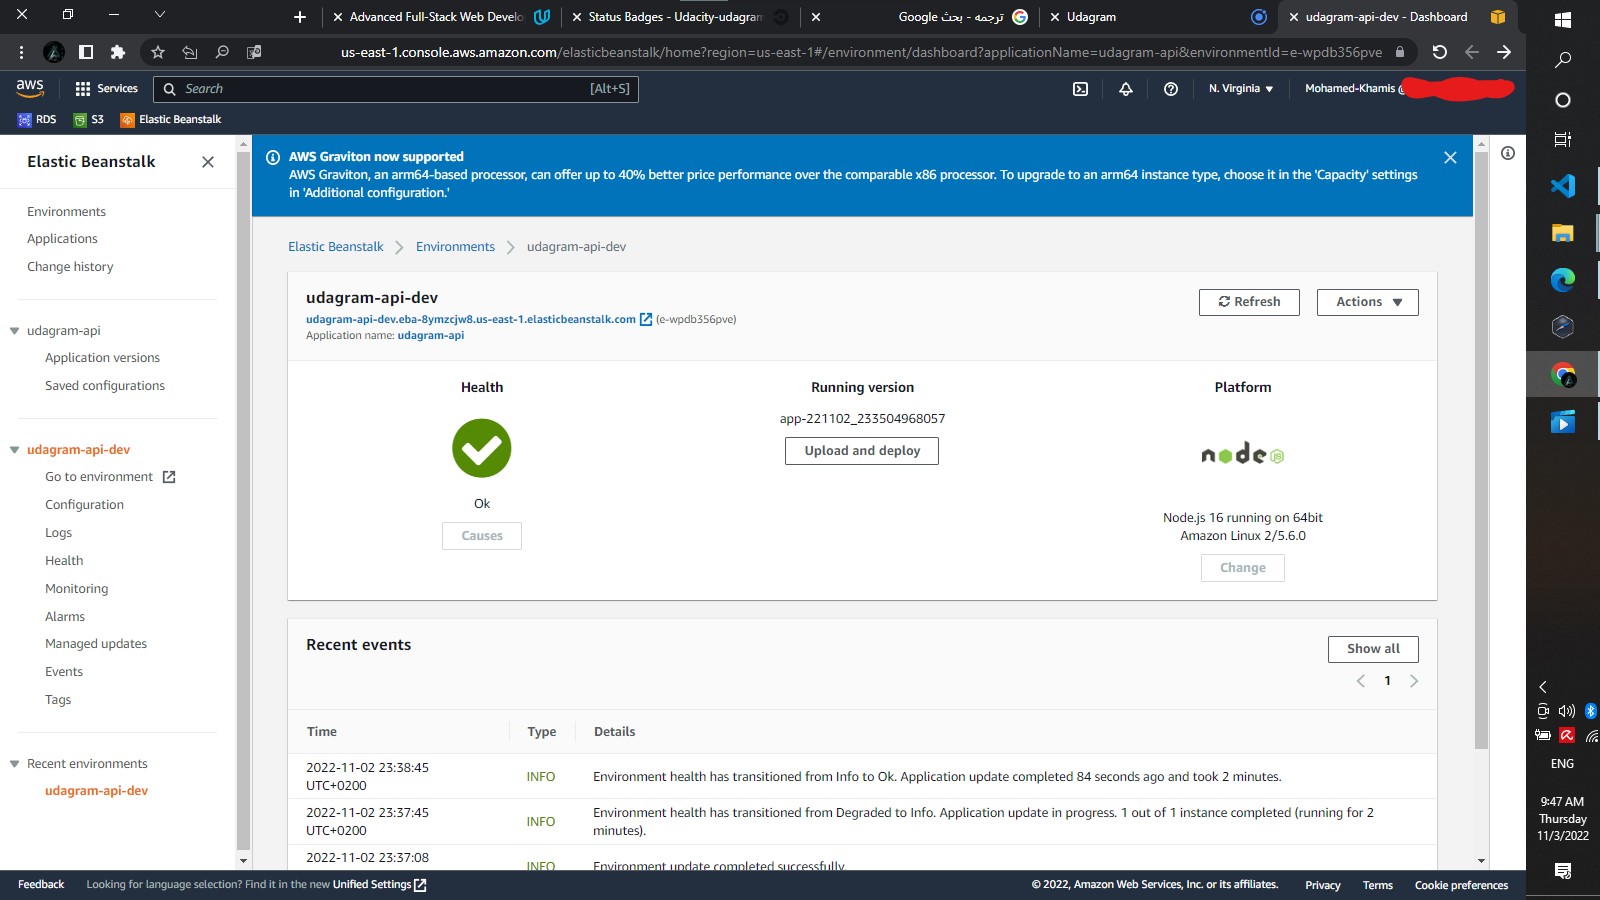 Advanced Full-Stack Web Develo
Status Badges - Udacity-udagram
ترجمه - بحث Google
Udagram
udagram-api-dev - Dashboard
us-east-1.console.aws.amazon.com/elasticbeanstalk/home?region=us-east-1#/environment/dashboard?applicationName=udagram-api&environmentId=e-wpdb356pve
aws
Services
Search
[Alt+S]
N. Virginia
Mohamed-Khamis
RDS
S3
Elastic Beanstalk
Elastic Beanstalk
Environments
Applications
Change history
udagram-api
Application versions
Saved configurations
udagram-api-dev
Go to environment
Configuration
Logs
Health
Monitoring
Alarms
Managed updates
Events
Tags
Recent environments
udagram-api-dev
AWS Graviton now supported
AWS Graviton, an arm64-based processor, can offer up to 40% better price performance over the comparable x86 processor. To upgrade to an arm64 instance type, choose it in the 'Capacity' settings
in 'Additional configuration.'
Elastic Beanstalk
Environments
udagram-api-dev
udagram-api-dev
udagram-api-dev.eba-8ymzcjw8.us-east-1.elasticbeanstalk.com (e-wpdb356pve)
Application name: udagram-api
Refresh
Actions
Health
Ok
Causes
Running version
app-221102_233504968057
Upload and deploy
Platform
node JS
Node.js 16 running on 64bit
Amazon Linux 2/5.6.0
Change
Recent events
Show all
1
Time
Type
Details
2022-11-02 23:38:45
UTC+0200
INFO
Environment health has transitioned from Info to Ok. Application update completed 84 seconds ago and took 2 minutes.
2022-11-02 23:37:45
UTC+0200
INFO
Environment health has transitioned from Degraded to Info. Application update in progress. 1 out of 1 instance completed (running for 2
minutes).
2022-11-02 23:37:08
INFO
Environment update completed successfully.
Feedback
Looking for language selection? Find it in the new Unified Settings
© 2022, Amazon Web Services, Inc. or its affiliates.
Privacy
Terms
Cookie preferences
ENG
9:47 AM
Thursday
11/3/2022